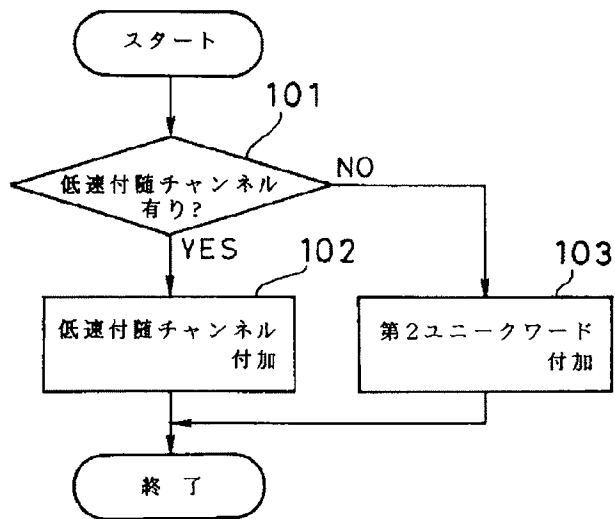 スタート
101
低速付随チャンネル
有り?
NO
YES
102
103
低速付随チャンネル
付加
第2ユニークワード
付加
終了